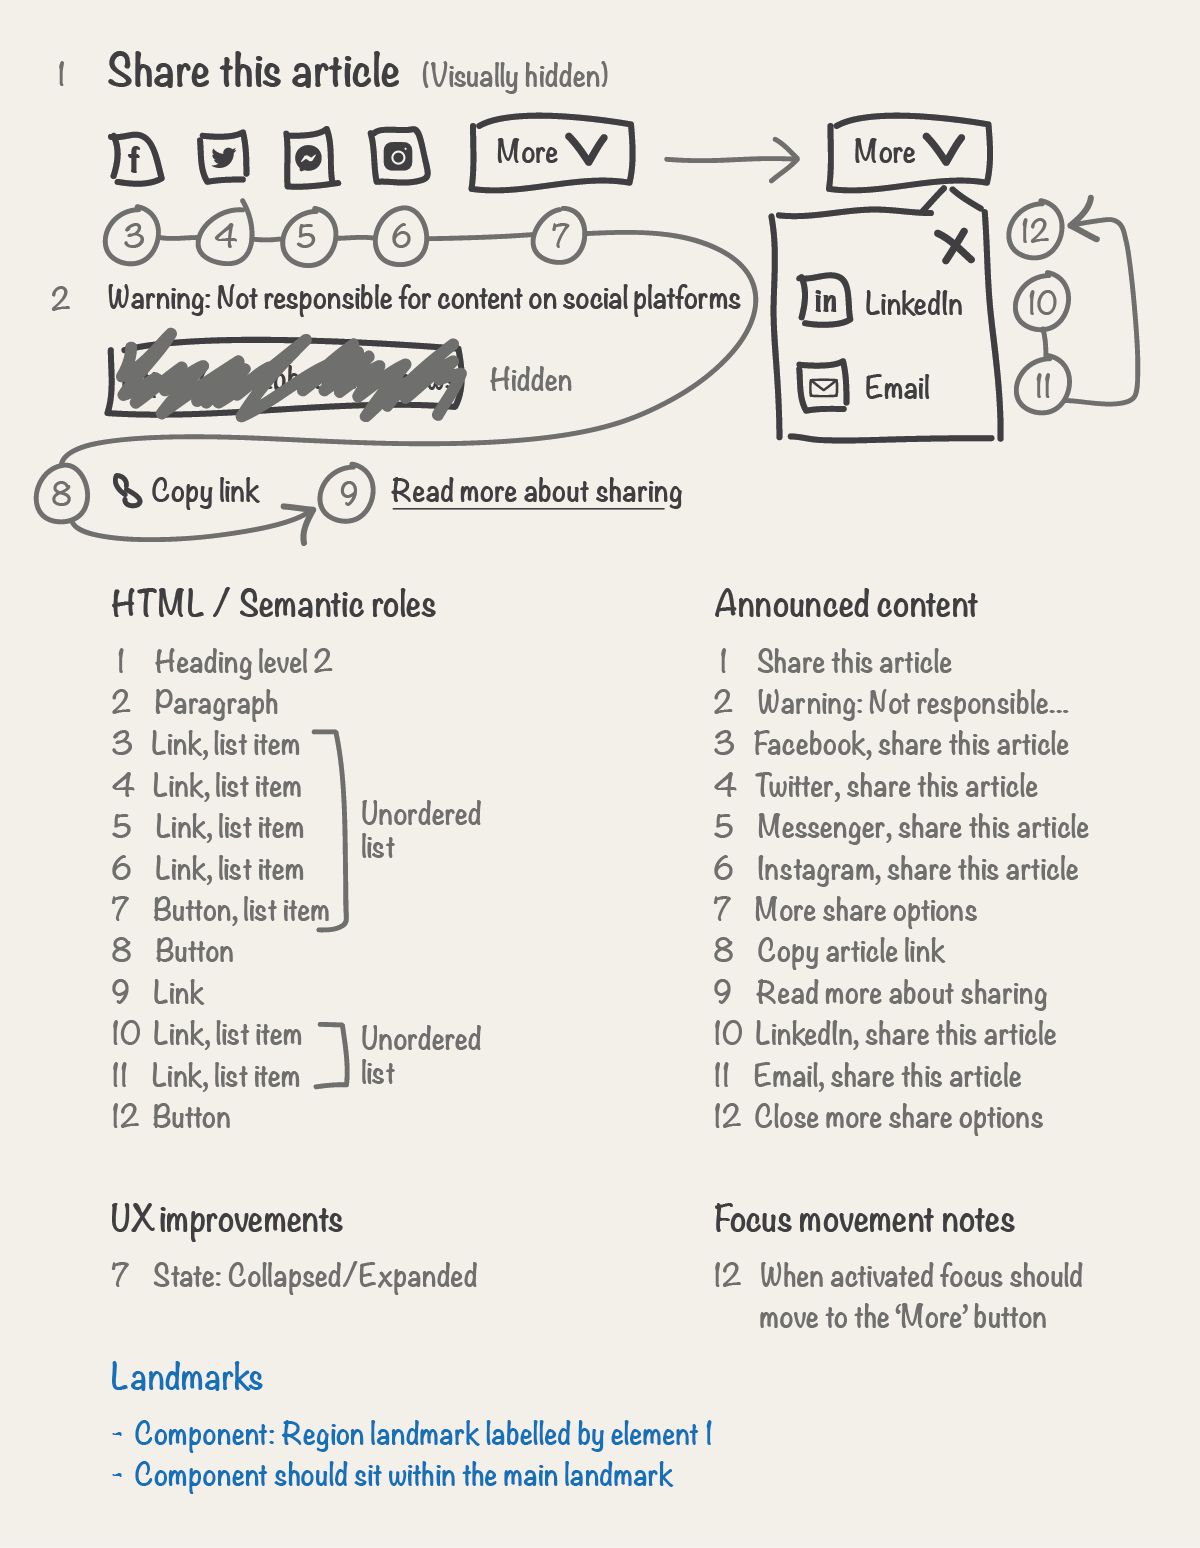 1 Share this article (Visually hidden)
f
More
More
3 4 5 6 7
12
2 Warning: Not responsible for content on social platforms
in LinkedIn
10
Hidden
Email
11
8 Copy link
9 Read more about sharing
HTML / Semantic roles
1 Heading level 2
2 Paragraph
3 Link, list item
4 Link, list item
5 Link, list item
6 Link, list item
7 Button, list item
Unordered
list
8 Button
9 Link
10 Link, list item
11 Link, list item
Unordered
list
12 Button
Announced content
1 Share this article
2 Warning: Not responsible...
3 Facebook, share this article
4 Twitter, share this article
5 Messenger, share this article
6 Instagram, share this article
7 More share options
8 Copy article link
9 Read more about sharing
10 LinkedIn, share this article
11 Email, share this article
12 Close more share options
UX improvements
7 State: Collapsed/Expanded
Focus movement notes
12 When activated focus should
move to the ‘More’ button
Landmarks
- Component: Region landmark labelled by element 1
- Component should sit within the main landmark